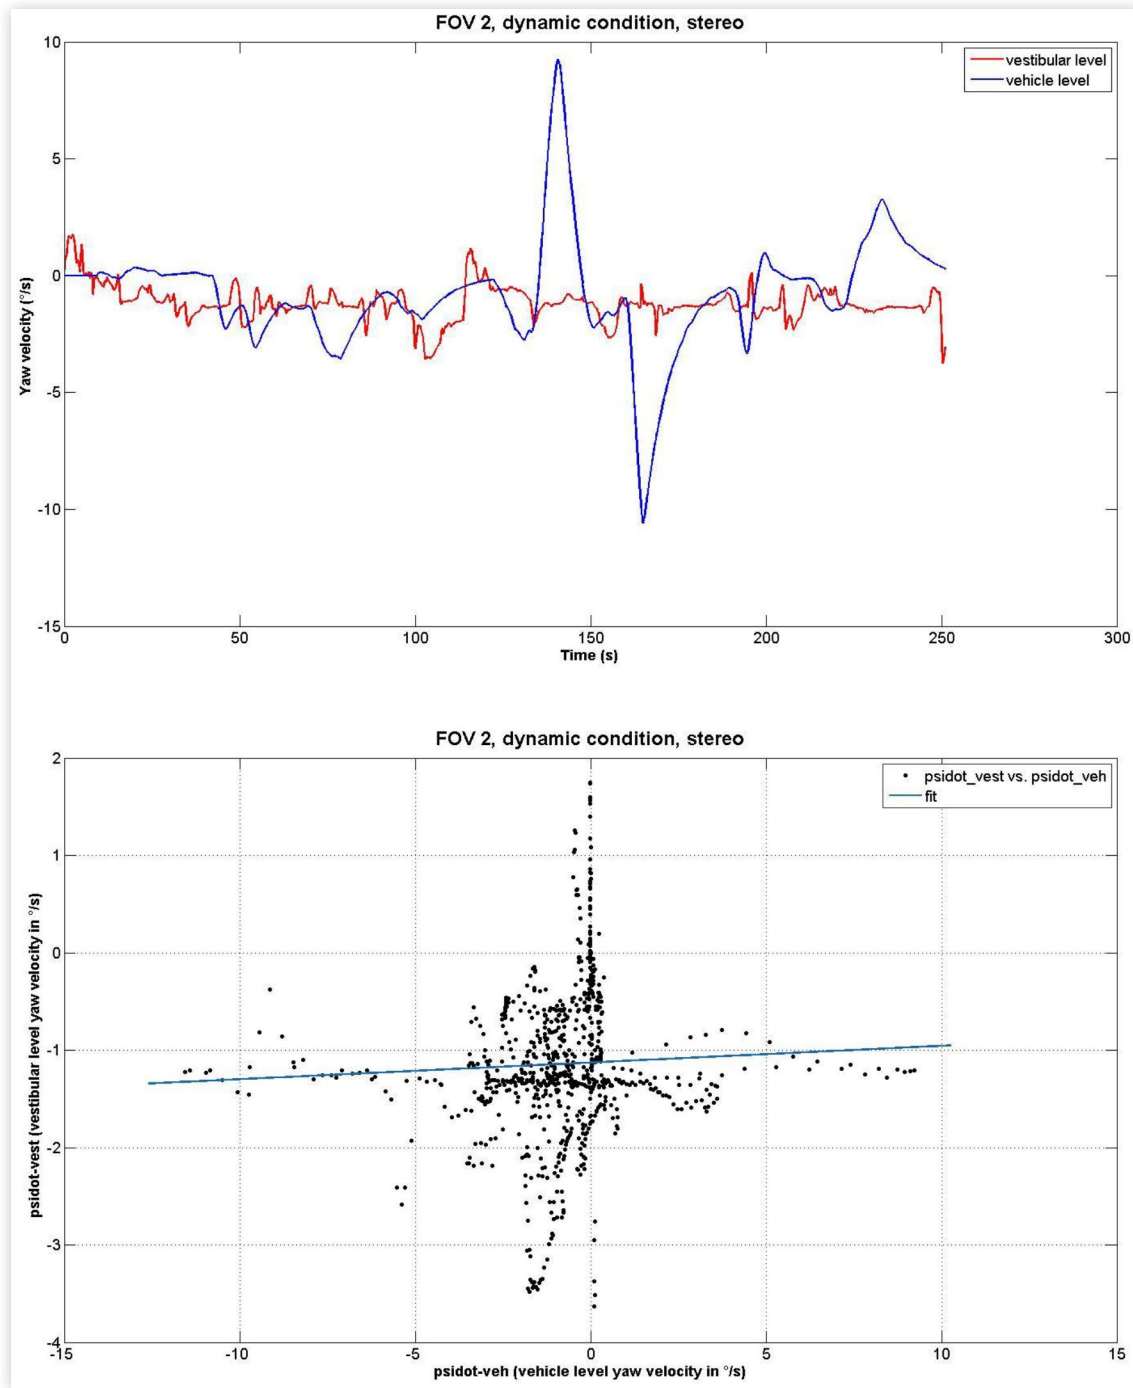 FOV 2, dynamic condition, stereo
vestibular level
vehicle level
Yaw velocity (°/s)
10
5
0
-5
-10
-15
0
50
100
150
200
250
300
Time (s)
FOV 2, dynamic condition, stereo
psidot_vest vs. psidot_veh
fit
psidot-vest (vestibular level yaw velocity in °/s)
2
1
0
-1
-2
-3
-4
-15
-10
-5
0
5
10
15
psidot-veh (vehicle level yaw velocity in °/s)